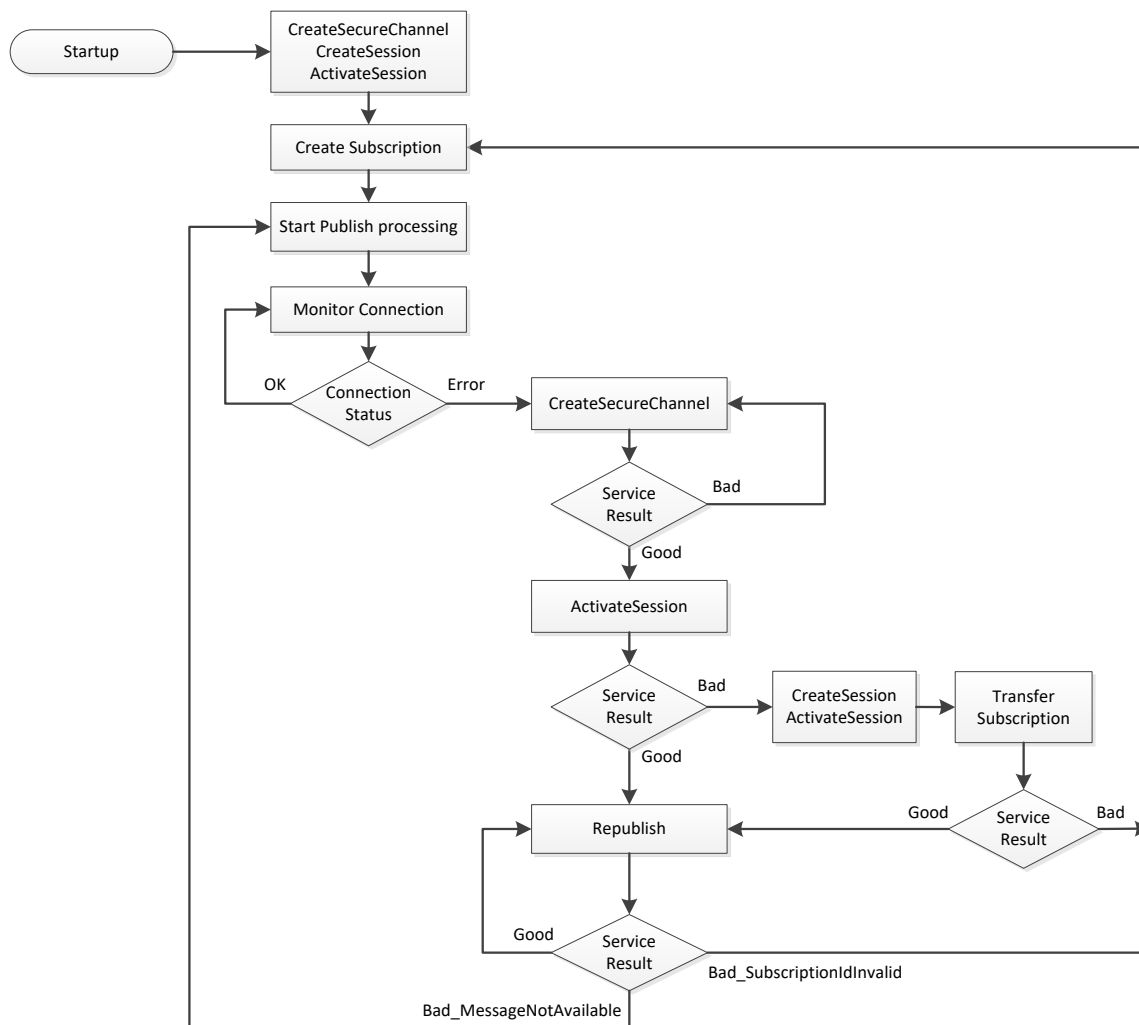 Startup
CreateSecureChannel
CreateSession
ActivateSession
Create Subscription
Start Publish processing
Monitor Connection
OK
Connection
Status
Error
CreateSecureChannel
Service
Result
Bad
Good
ActivateSession
Service
Result
Bad
CreateSession
ActivateSession
Transfer
Subscription
Good
Republish
Good
Service
Result
Bad
Good
Service
Result
Bad_SubscriptionIdInvalid
Bad_MessageNotAvailable